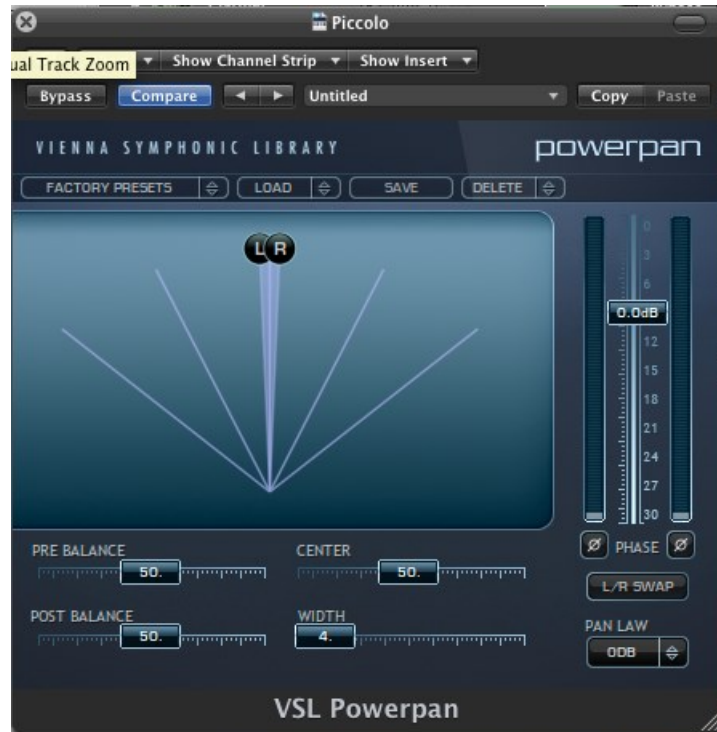 Piccolo
ual Track Zoom Show Channel Strip Show Insert
Bypass Compare Untitled Copy Paste
VIENNA SYMPHONIC LIBRARY powerpan
FACTORY PRESETS LOAD SAVE DELETE
L R
0
3
6
0.0dB
12
15
18
21
24
27
30
PRE BALANCE CENTER
50. 50.
Ø PHASE Ø
L/R SWAP
POST BALANCE WIDTH
50. 4.
PAN LAW
0DB
VSL Powerpan